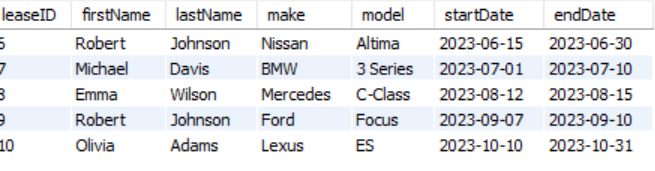 leaseID firstName lastName make model startDate endDate
6 Robert Johnson Nissan Altima 2023-06-15 2023-06-30
7 Michael Davis BMW 3 Series 2023-07-01 2023-07-10
8 Emma Wilson Mercedes C-Class 2023-08-12 2023-08-15
9 Robert Johnson Ford Focus 2023-09-07 2023-09-10
10 Olivia Adams Lexus ES 2023-10-10 2023-10-31